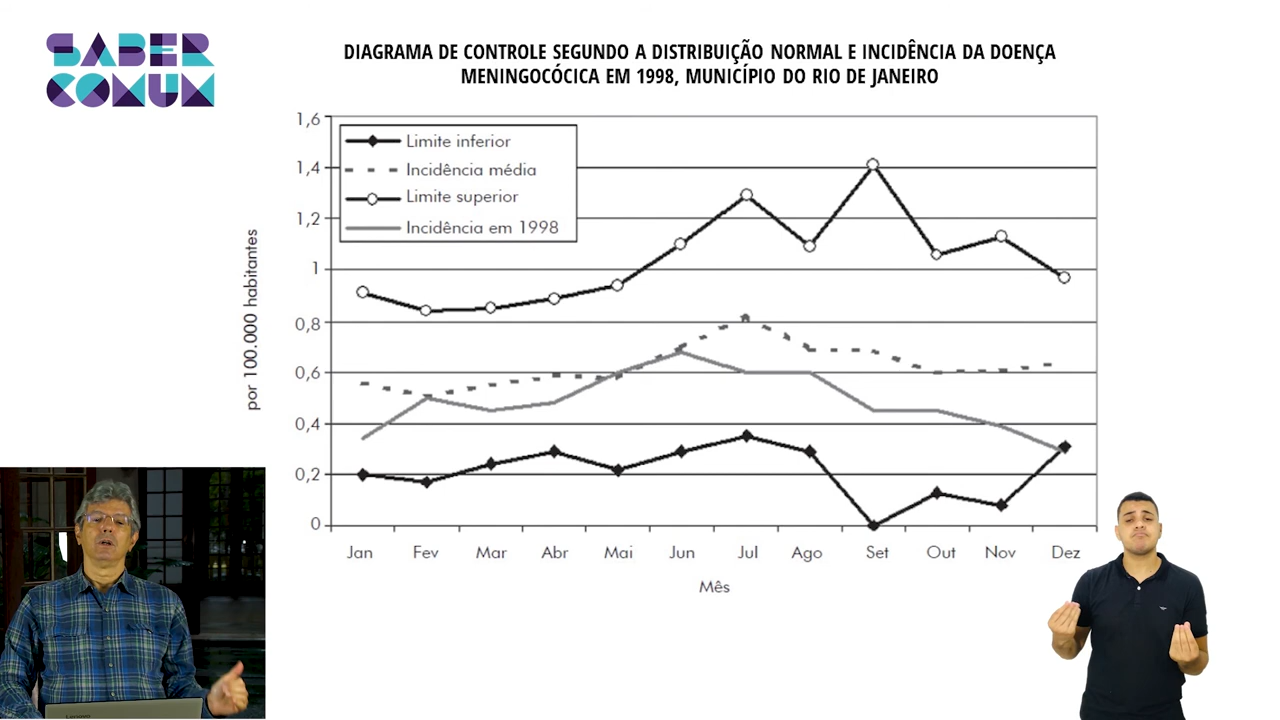 SABER
COMUM
DIAGRAMA DE CONTROLE SEGUNDO A DISTRIBUIÇÃO NORMAL E INCIDÊNCIA DA DOENÇA
MENINGOCÓCICA EM 1998, MUNICÍPIO DO RIO DE JANEIRO
por 100.000 habitantes
1,6
1,4
1,2
1
0,8
0,6
0,4
0,2
0
Limite inferior
Incidência média
Limite superior
Incidência em 1998
Jan Fev Mar Abr Mai Jun Jul Ago Set Out Nov Dez
Mês
Lenovo